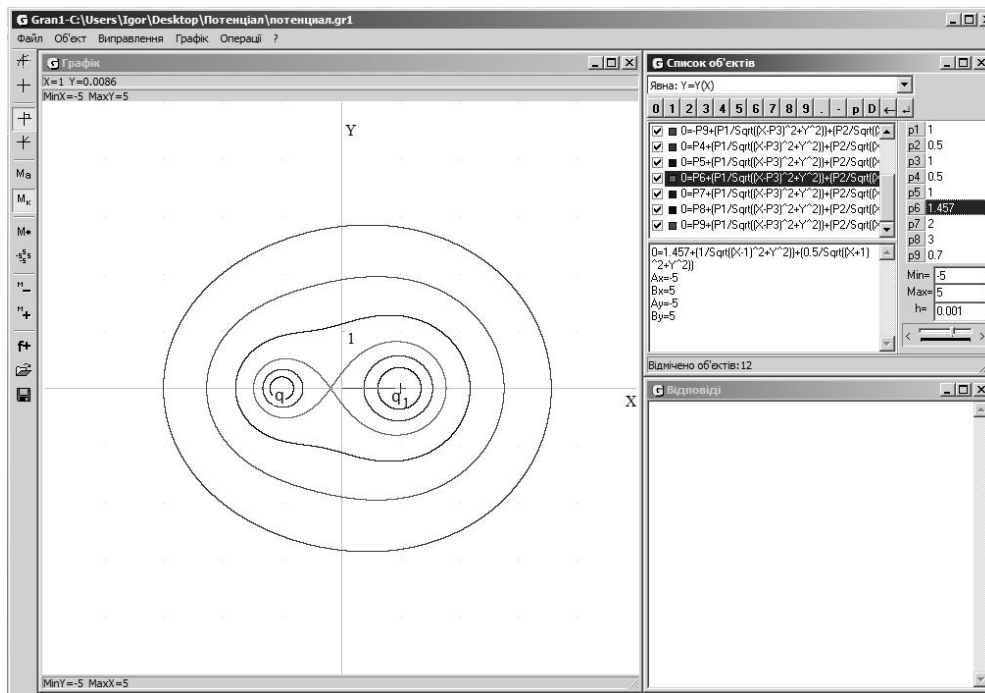 Gran1-C:\Users\Igor\Desktop\Потенціал\потенциал.gr1
Файл Об'єкт Виправлення Графік Операції ?
Графік
X=1 Y=0.0086
MinX=-5 MaxY=5
Y
1
X
q
q1
MinY=-5 MaxX=5
Ma
Мк
M
M
M
f+
Список об'єктів
Явна: Y=Y(X)
0 1 2 3 4 5 6 7 8 9 . - p D ← ↵
0=-P9+(P1/Sqrt((X-P3)^2+Y^2))+(P2/Sqrt((
0=P4+(P1/Sqrt((X-P3)^2+Y^2))+(P2/Sqrt((X
0=P5+(P1/Sqrt((X-P3)^2+Y^2))+(P2/Sqrt((X
0=P6+(P1/Sqrt((X-P3)^2+Y^2))+(P2/Sqrt((X
0=P7+(P1/Sqrt((X-P3)^2+Y^2))+(P2/Sqrt((X
0=P8+(P1/Sqrt((X-P3)^2+Y^2))+(P2/Sqrt((X
0=P9+(P1/Sqrt((X-P3)^2+Y^2))+(P2/Sqrt((X
p1 1
p2 0.5
p3 1
p4 0.5
p5 1
p6 1.457
p7 2
p8 3
p9 0.7
0=1.457+(1/Sqrt((X-1)^2+Y^2))+(0.5/Sqrt((X+1)
^2+Y^2))
Ax=-5
Bx=5
Ay=-5
By=5
Min= -5
Max= 5
h= 0.001
< >
Відмічено об'єктів:12
Відповіді